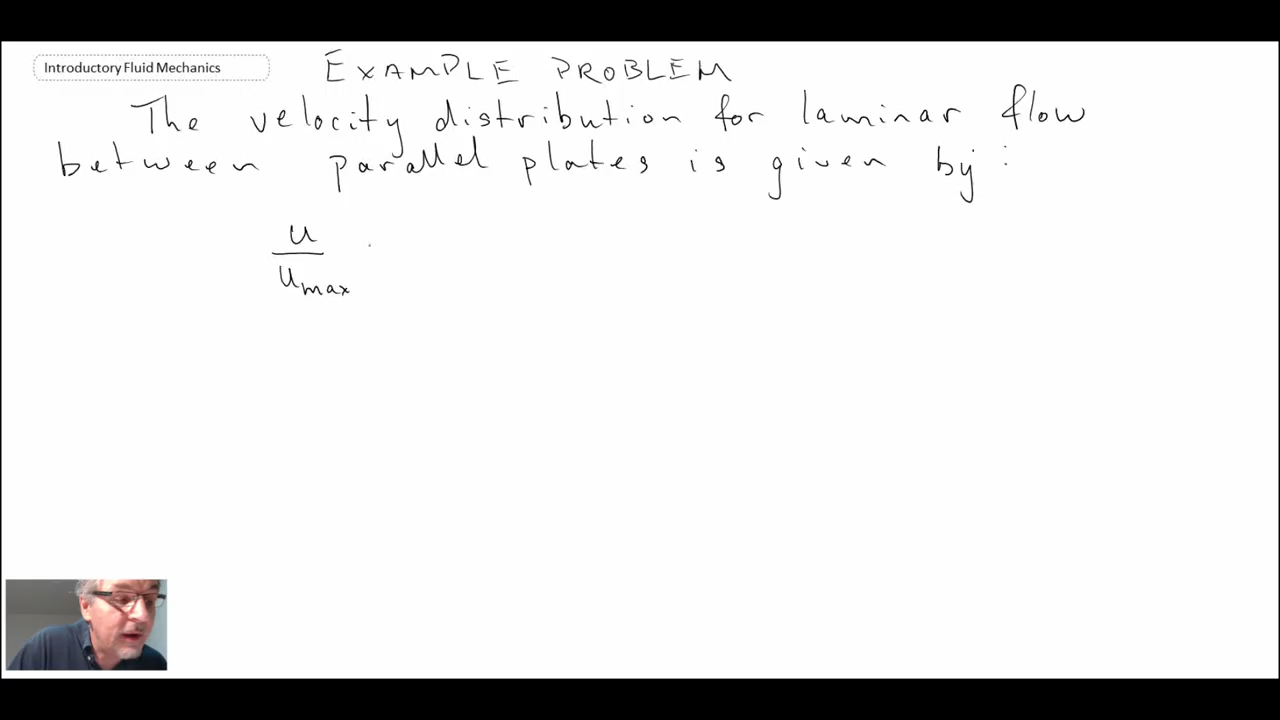 Introductory Fluid Mechanics
EXAMPLE PROBLEM
The velocity distribution for laminar flow
between parallel plates is given by:
u
umax